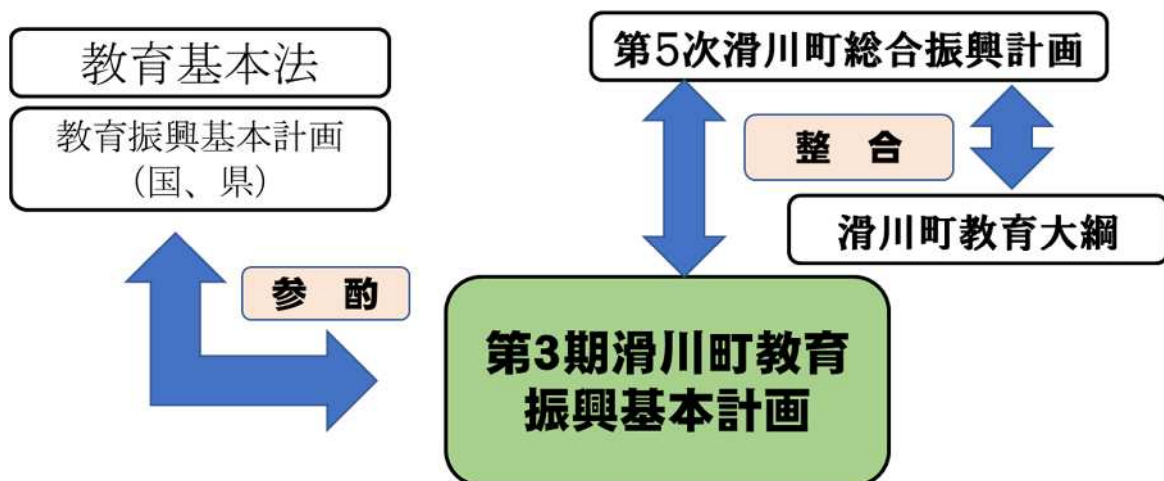 教育基本法
教育振興基本計画
(国、県)
第5次滑川町総合振興計画
整 合
滑川町教育大綱
参 酌
第3期滑川町教育
振興基本計画